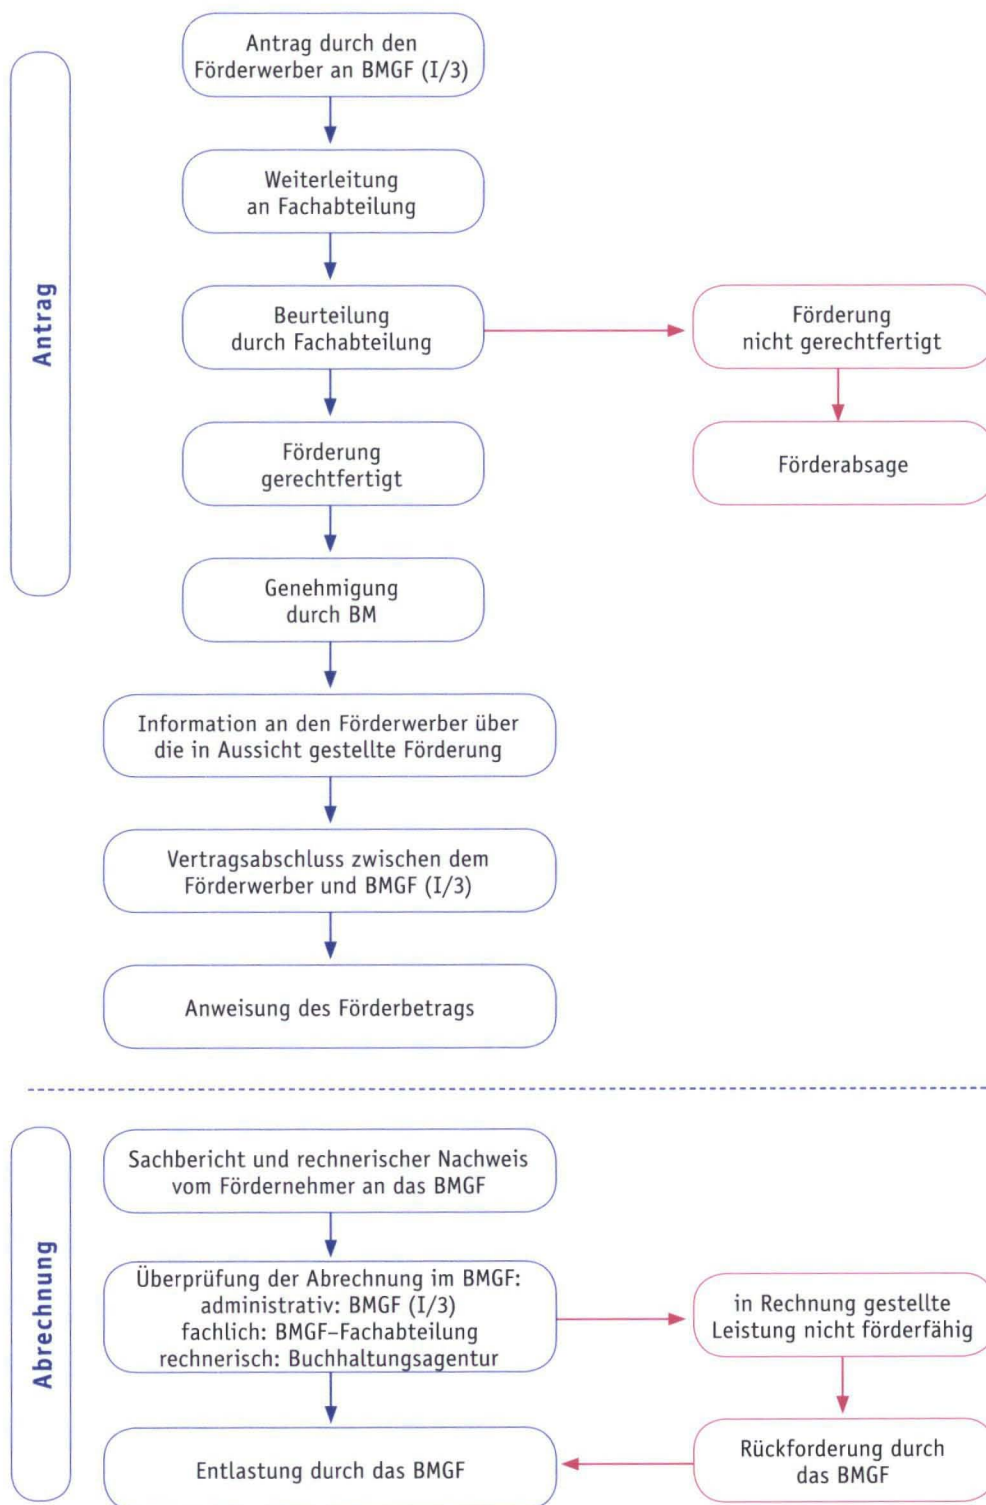 Antrag
Antrag durch den
Förderwerber an BMGF (I/3)
Weiterleitung
an Fachabteilung
Beurteilung
durch Fachabteilung
Förderung
nicht gerechtfertigt
Förderung
gerechtfertigt
Förderabsage
Genehmigung
durch BM
Information an den Förderwerber über
die in Aussicht gestellte Förderung
Vertragsabschluss zwischen dem
Förderwerber und BMGF (I/3)
Anweisung des Förderbetrags
Abrechnung
Sachbericht und rechnerischer Nachweis
vom Fördernehmer an das BMGF
Überprüfung der Abrechnung im BMGF:
administrativ: BMGF (I/3)
fachlich: BMGF–Fachabteilung
rechnerisch: Buchhaltungsagentur
in Rechnung gestellte
Leistung nicht förderfähig
Entlastung durch das BMGF
Rückforderung durch
das BMGF